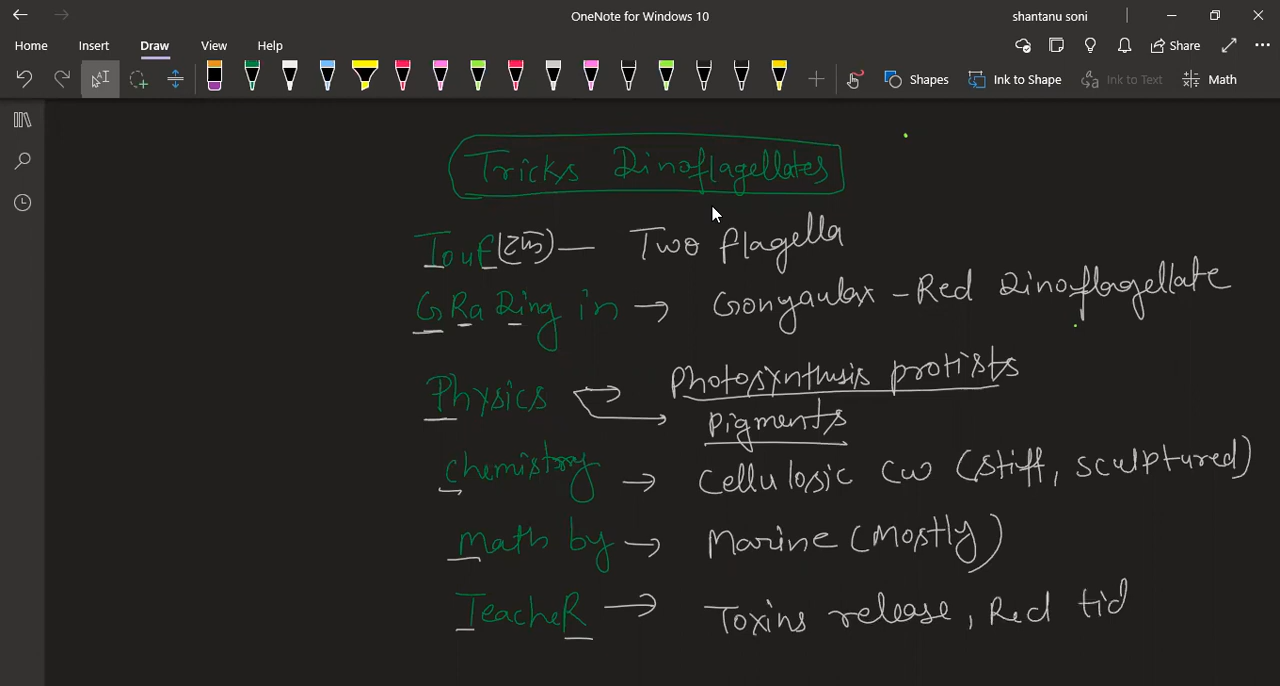 OneNote for Windows 10
shantanu soni
Home Insert Draw View Help
Share
Shapes Ink to Shape Ink to Text Math
Tricks Dinoflagellates
Two flagella
GRa Ding in → Gonyaulax - Red Dinoflagellate
Physics Photosynthusis protists
pigments
chemistry → cellulosic cw (stiff, sculptured)
math by → Marine (Mostly)
TeacheR → Toxins release, Red tid